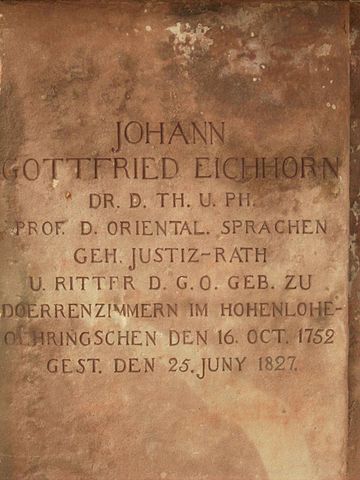 JOHANN
GOTTFRIED EICHHORN
DR. D. TH. U. PH.
PROF. D. ORIENTAL. SPRACHEN
GEH. JUSTIZ-RATH
U. RITTER D. G. O. GEB. ZU
DOERRENZIMMERN IM HOHENLOHE-
OEHRINGSCHEN DEN 16. OCT. 1752
GEST. DEN 25. JUNY 1827.